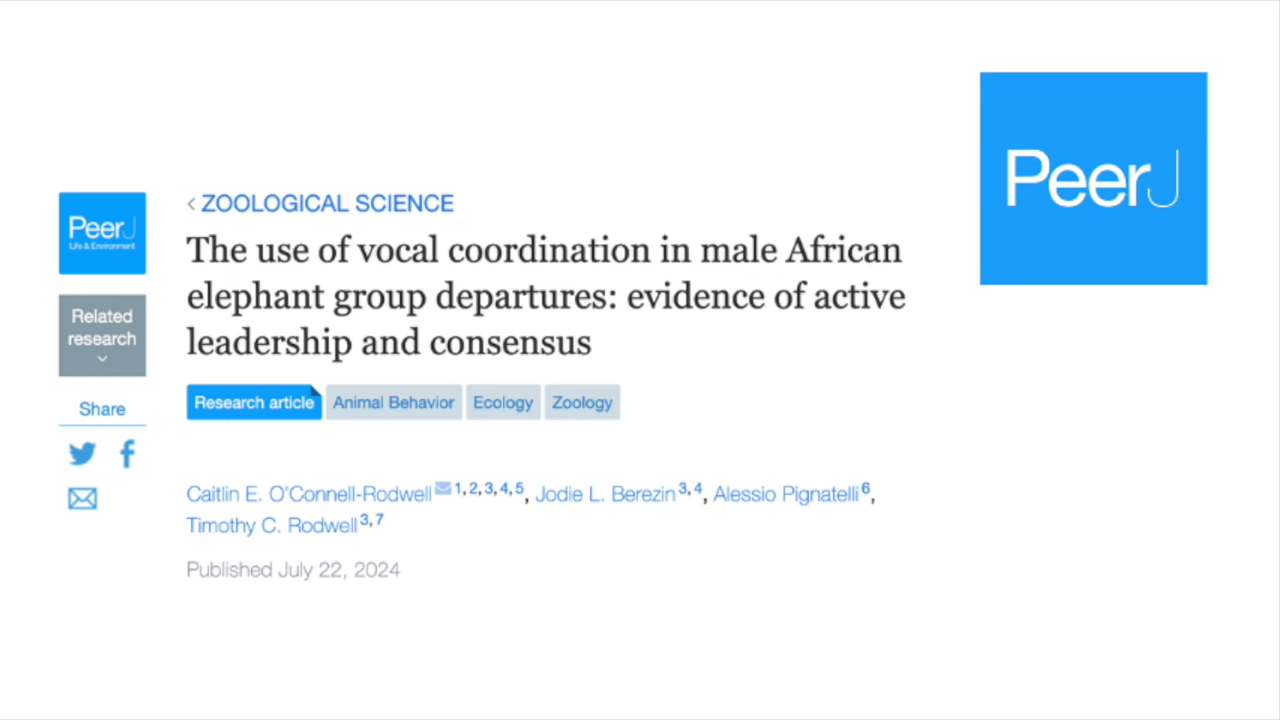 PeerJ
PeerJ
Life & Environment
Related
research
Share
< ZOOLOGICAL SCIENCE
The use of vocal coordination in male African
elephant group departures: evidence of active
leadership and consensus
Research article Animal Behavior Ecology Zoology
Caitlin E. O'Connell-Rodwell 1,2,3,4,5, Jodie L. Berezin 3,4, Alessio Pignatelli 6,
Timothy C. Rodwell 3,7
Published July 22, 2024